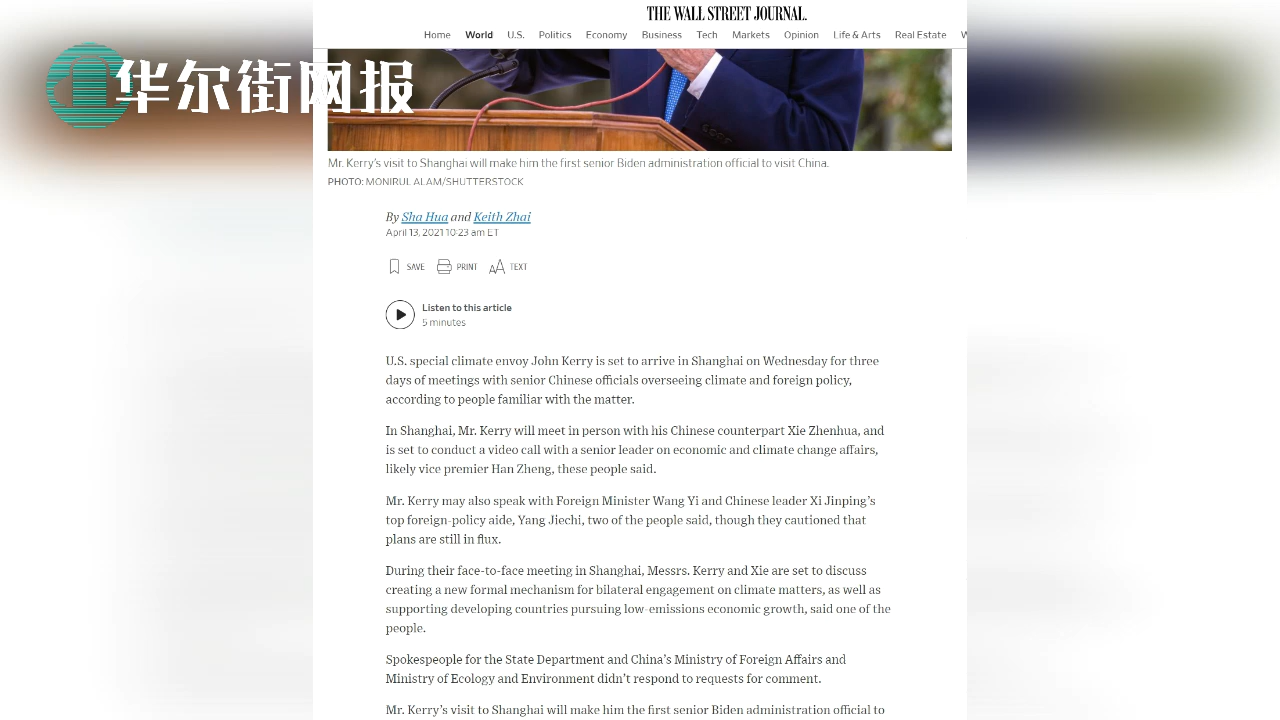 THE WALL STREET JOURNAL.
Home World U.S. Politics Economy Business Tech Markets Opinion Life & Arts Real Estate
华尔街网报
Mr. Kerry's visit to Shanghai will make him the first senior Biden administration official to visit China.
PHOTO: MONIRUL ALAM/SHUTTERSTOCK
By Sha Hua and Keith Zhai
April 13, 2021 10:23 am ET
SAVE PRINT TEXT
Listen to this article
5 minutes
U.S. special climate envoy John Kerry is set to arrive in Shanghai on Wednesday for three
days of meetings with senior Chinese officials overseeing climate and foreign policy,
according to people familiar with the matter.
In Shanghai, Mr. Kerry will meet in person with his Chinese counterpart Xie Zhenhua, and
is set to conduct a video call with a senior leader on economic and climate change affairs,
likely vice premier Han Zheng, these people said.
Mr. Kerry may also speak with Foreign Minister Wang Yi and Chinese leader Xi Jinping's
top foreign-policy aide, Yang Jiechi, two of the people said, though they cautioned that
plans are still in flux.
During their face-to-face meeting in Shanghai, Messrs. Kerry and Xie are set to discuss
creating a new formal mechanism for bilateral engagement on climate matters, as well as
supporting developing countries pursuing low-emissions economic growth, said one of the
people.
Spokespeople for the State Department and China's Ministry of Foreign Affairs and
Ministry of Ecology and Environment didn't respond to requests for comment.
Mr. Kerry's visit to Shanghai will make him the first senior Biden administration official to